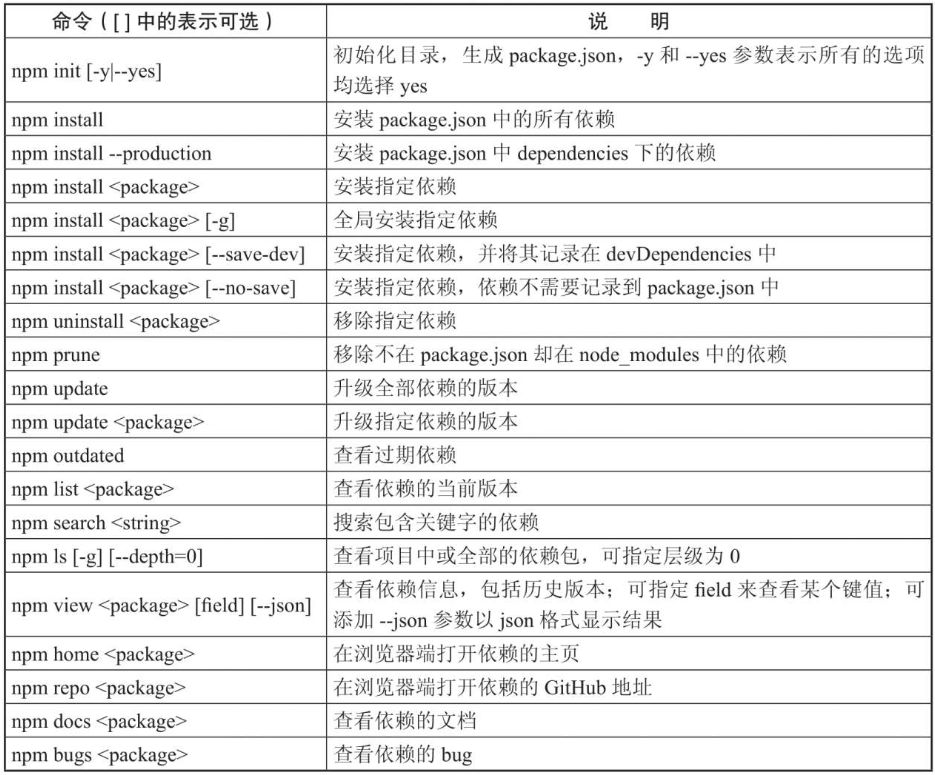 命令（[ ] 中的表示可选）
说 明
npm init [-y|--yes]
初始化目录，生成 package.json，-y 和 --yes 参数表示所有的选项
均选择 yes
npm install
安装 package.json 中的所有依赖
npm install --production
安装 package.json 中 dependencies 下的依赖
npm install <package>
安装指定依赖
npm install <package> [-g]
全局安装指定依赖
npm install <package> [--save-dev]
安装指定依赖，并将其记录在 devDependencies 中
npm install <package> [--no-save]
安装指定依赖，依赖不需要记录到 package.json 中
npm uninstall <package>
移除指定依赖
npm prune
移除不在 package.json 却在 node_modules 中的依赖
npm update
升级全部依赖的版本
npm update <package>
升级指定依赖的版本
npm outdated
查看过期依赖
npm list <package>
查看依赖的当前版本
npm search <string>
搜索包含关键字的依赖
npm ls [-g] [--depth=0]
查看项目中或全部的依赖包，可指定层级为 0
npm view <package> [field] [--json]
查看依赖信息，包括历史版本；可指定 field 来查看某个键值；可
添加 --json 参数以 json 格式显示结果
npm home <package>
在浏览器端打开依赖的主页
npm repo <package>
在浏览器端打开依赖的 GitHub 地址
npm docs <package>
查看依赖的文档
npm bugs <package>
查看依赖的 bug